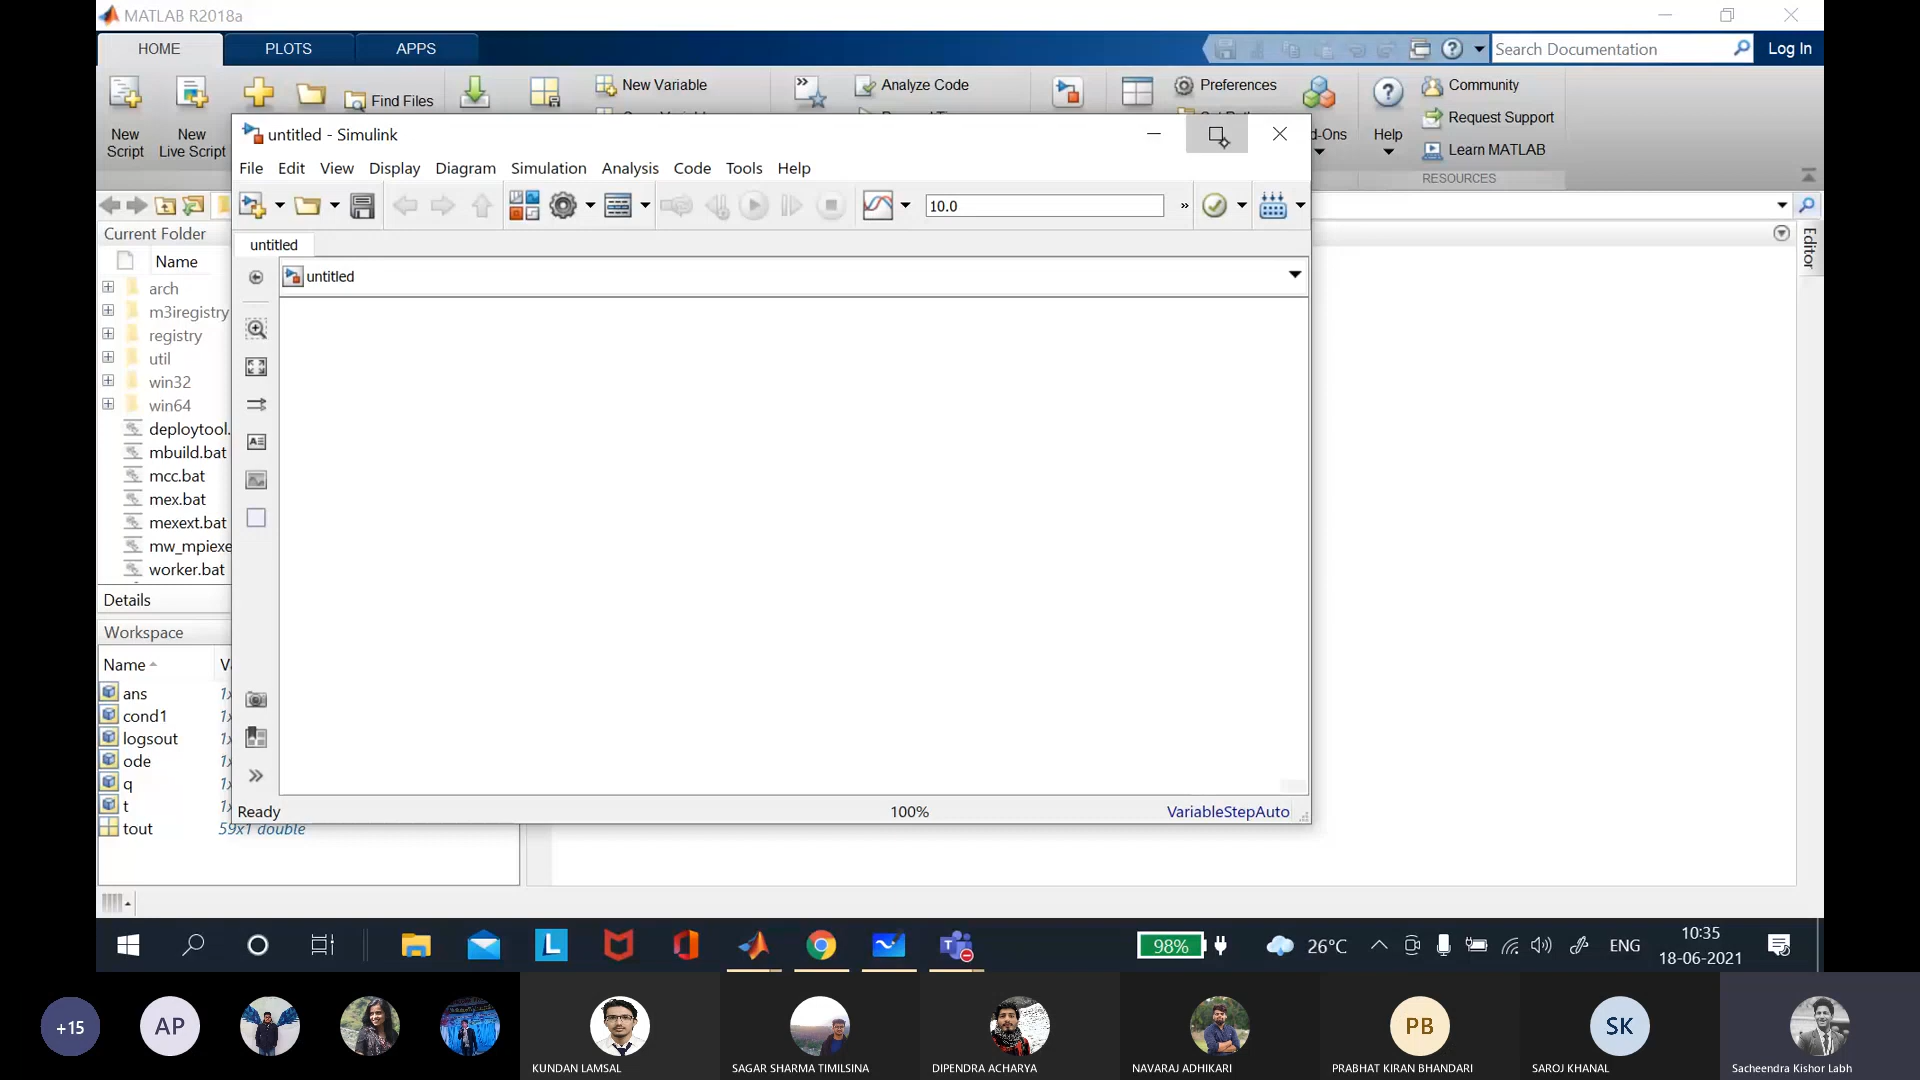 MATLAB R2018a
HOME PLOTS APPS
Search Documentation Log In
New Script
New Live Script
Find Files
New Variable
Analyze Code
Preferences
Community
Request Support
Learn MATLAB
Help
RESOURCES
untitled - Simulink
File Edit View Display Diagram Simulation Analysis Code Tools Help
10.0
»
untitled
untitled
Current Folder
Name
arch
m3iregistry
registry
util
win32
win64
deploytool.
mbuild.bat
mcc.bat
mex.bat
mexext.bat
mw_mpiexe
worker.bat
Details
Workspace
Name
ans
cond1
logsout
ode
q
t
tout 59x1 double
Editor
Ready 100% VariableStepAuto
98% 26°C ENG 10:35
18-06-2021
+15 AP PB SK
KUNDAN LAMSAL SAGAR SHARMA TIMILSINA DIPENDRA ACHARYA NAVARAJ ADHIKARI PRABHAT KIRAN BHANDARI SAROJ KHANAL Sacheendra Kishor Labh